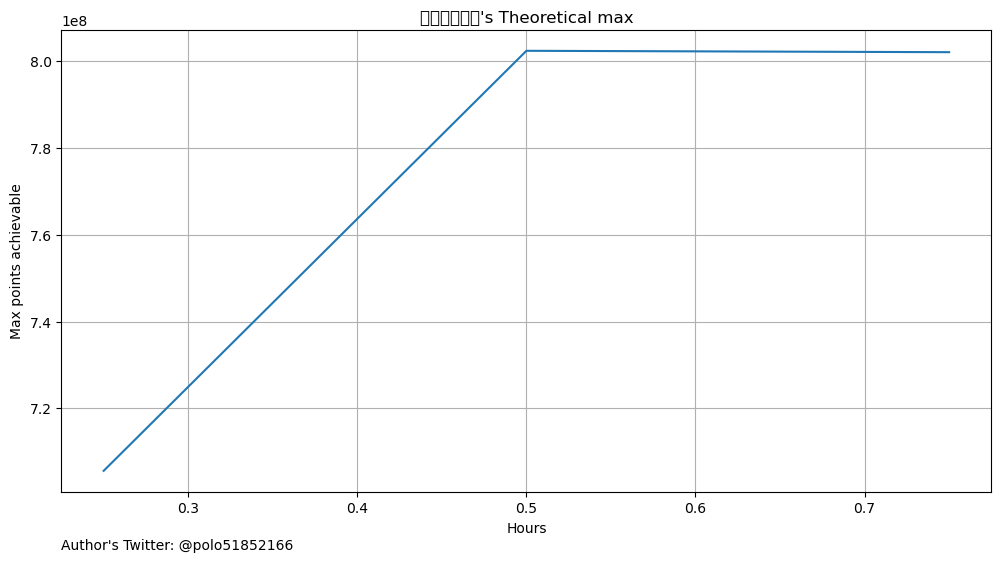 's Theoretical max
1e8
8.0
7.8
7.6
7.4
7.2
Max points achievable
0.3 0.4 0.5 0.6 0.7
Hours
Author's Twitter: @polo51852166